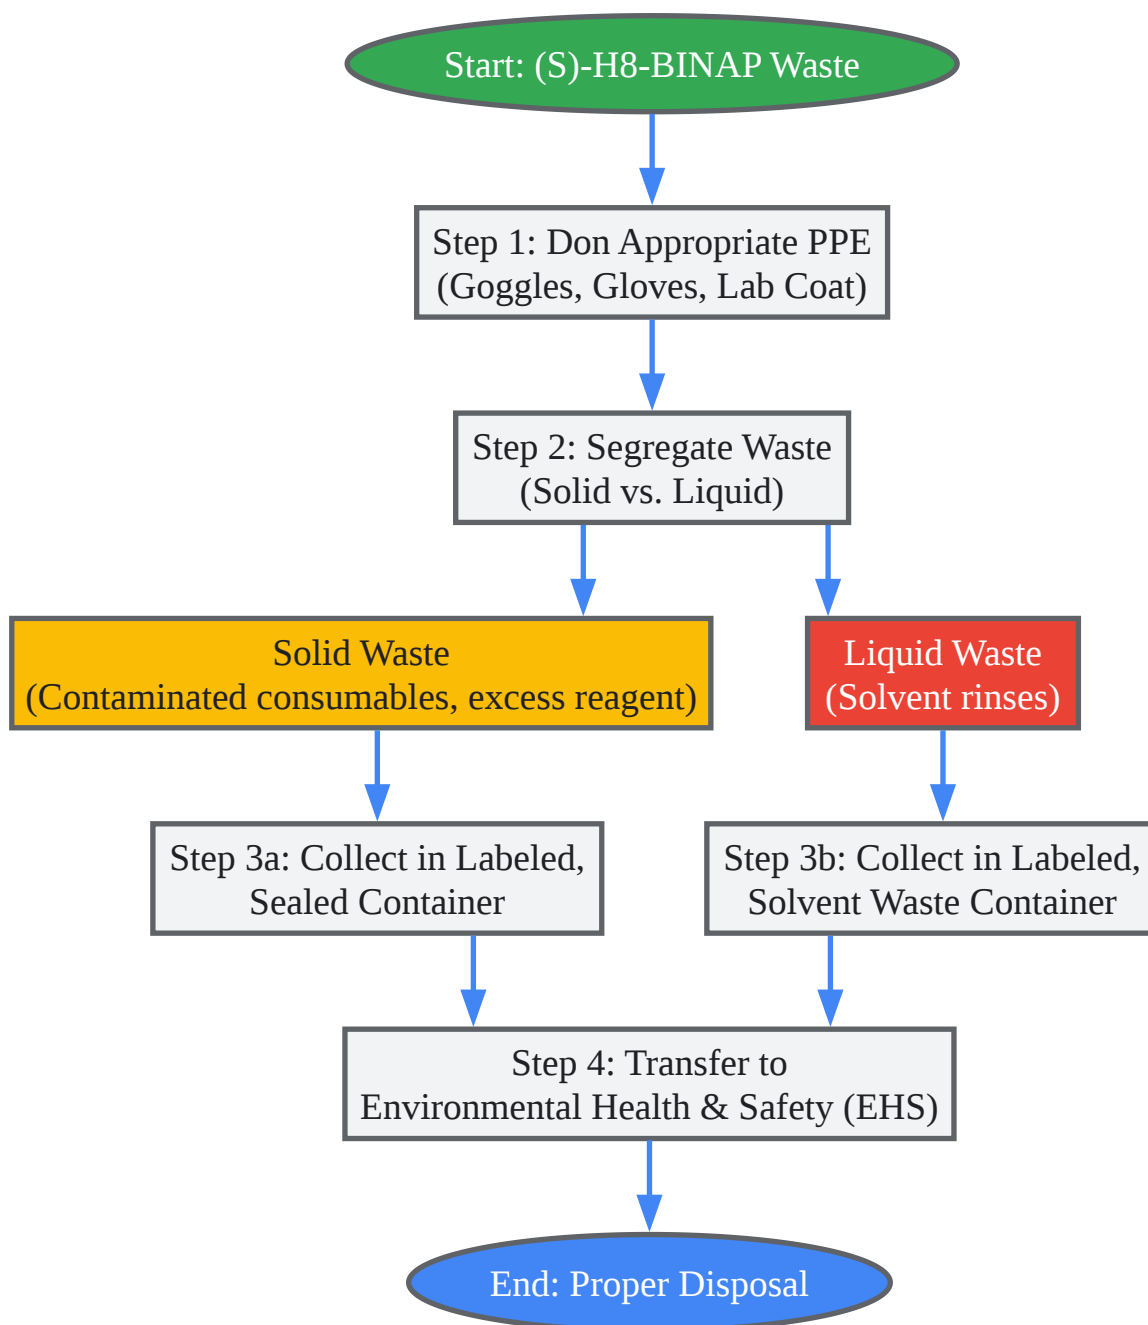 Start: (S)-H8-BINAP Waste
Step 1: Don Appropriate PPE
(Goggles, Gloves, Lab Coat)
Step 2: Segregate Waste
(Solid vs. Liquid)
Solid Waste
(Contaminated consumables, excess reagent)
Liquid Waste
(Solvent rinses)
Step 3a: Collect in Labeled,
Sealed Container
Step 3b: Collect in Labeled,
Solvent Waste Container
Step 4: Transfer to
Environmental Health & Safety (EHS)
End: Proper Disposal